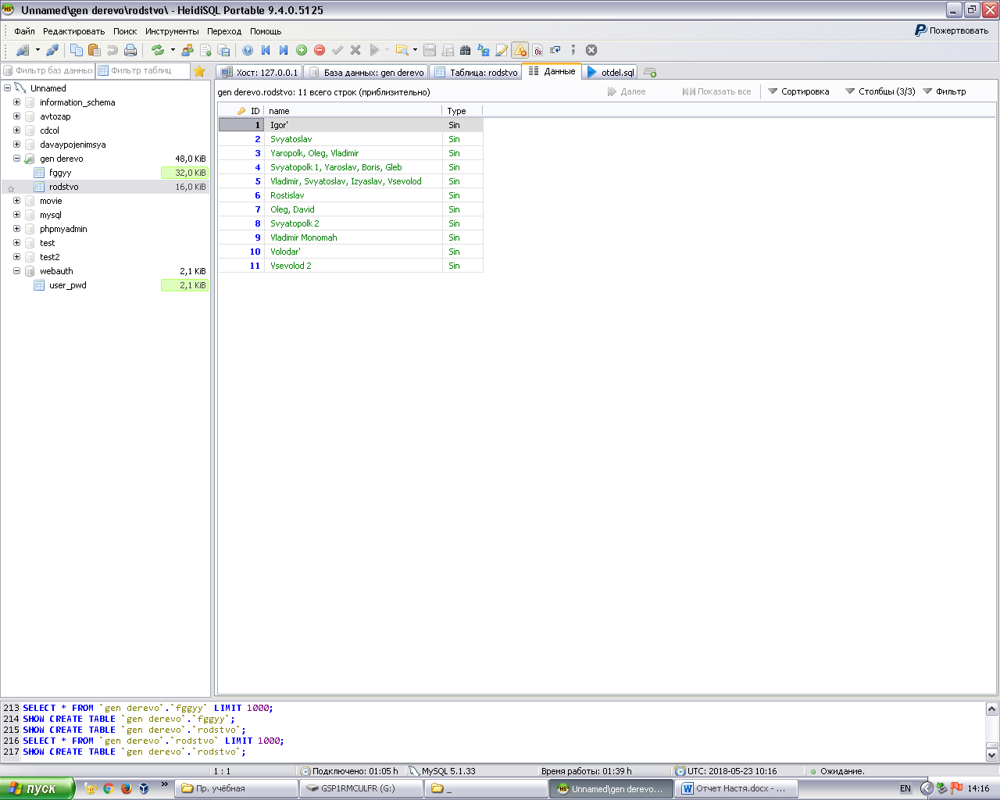 Unnamed\gen derevo\rodstvo\ - HeidiSQL Portable 9.4.0.5125
Файл Редактировать Поиск Инструменты Переход Помощь Пожертвовать
Фильтр баз данных Фильтр таблиц
Хост: 127.0.0.1 База данных: gen derevo Таблица: rodstvo Данные otdel.sql
gen derevo.rodstvo: 11 всего строк (приблизительно) Далее Показать все Сортировка Столбцы (3/3) Фильтр
Unnamed
information_schema
avtozap
cdcol
davaypojenimsya
gen derevo 48,0 KiB
fggyy 32,0 KiB
rodstvo 16,0 KiB
movie
mysql
phpmyadmin
test
test2
webauth 2,1 KiB
user_pwd 2,1 KiB
ID name Type
1 Igor' Sin
2 Svyatoslav Sin
3 Yaropolk, Oleg, Vladimir Sin
4 Svyatopolk 1, Yaroslav, Boris, Gleb Sin
5 Vladimir, Svyatoslav, Izyaslav, Vsevolod Sin
6 Rostislav Sin
7 Oleg, David Sin
8 Svyatopolk 2 Sin
9 Vladimir Monomah Sin
10 Volodar' Sin
11 Vsevolod 2 Sin
213 SELECT * FROM `gen derevo`.`fggyy` LIMIT 1000;
214 SHOW CREATE TABLE `gen derevo`.`fggyy`;
215 SHOW CREATE TABLE `gen derevo`.`rodstvo`;
216 SELECT * FROM `gen derevo`.`rodstvo` LIMIT 1000;
217 SHOW CREATE TABLE `gen derevo`.`rodstvo`;
1 : 1 Подключено: 01:05 h MySQL 5.1.33 Время работы: 01:39 h UTC: 2018-05-23 10:16 Ожидание.
пуск » Пр. учебная GSP1RMCULFR (G:) _ Unnamed\gen derevo... Отчет Настя.docx - ... EN 14:16